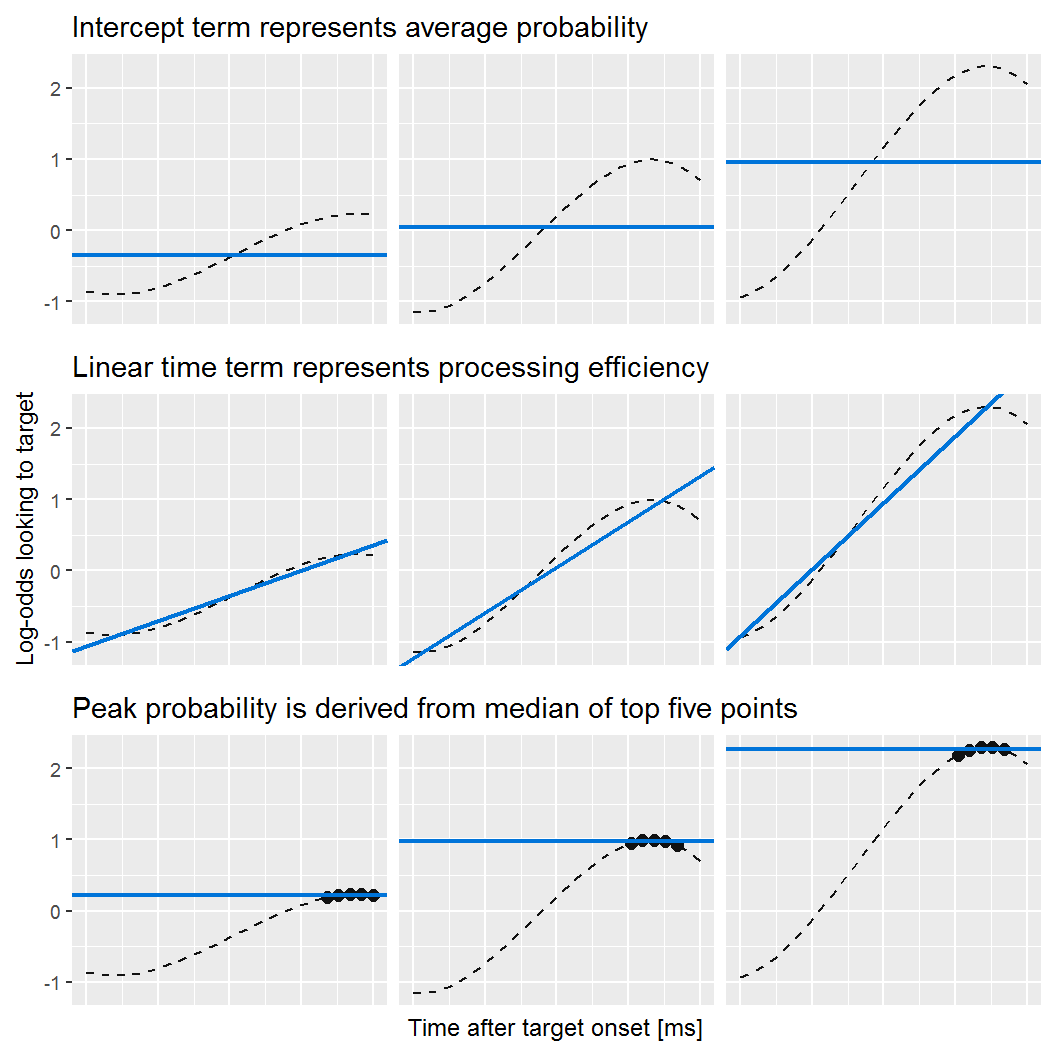 Intercept term represents average probability
2
1
0
-1
Linear time term represents processing efficiency
2
1
0
-1
Log-odds looking to target
Peak probability is derived from median of top five points
2
1
0
-1
Time after target onset [ms]